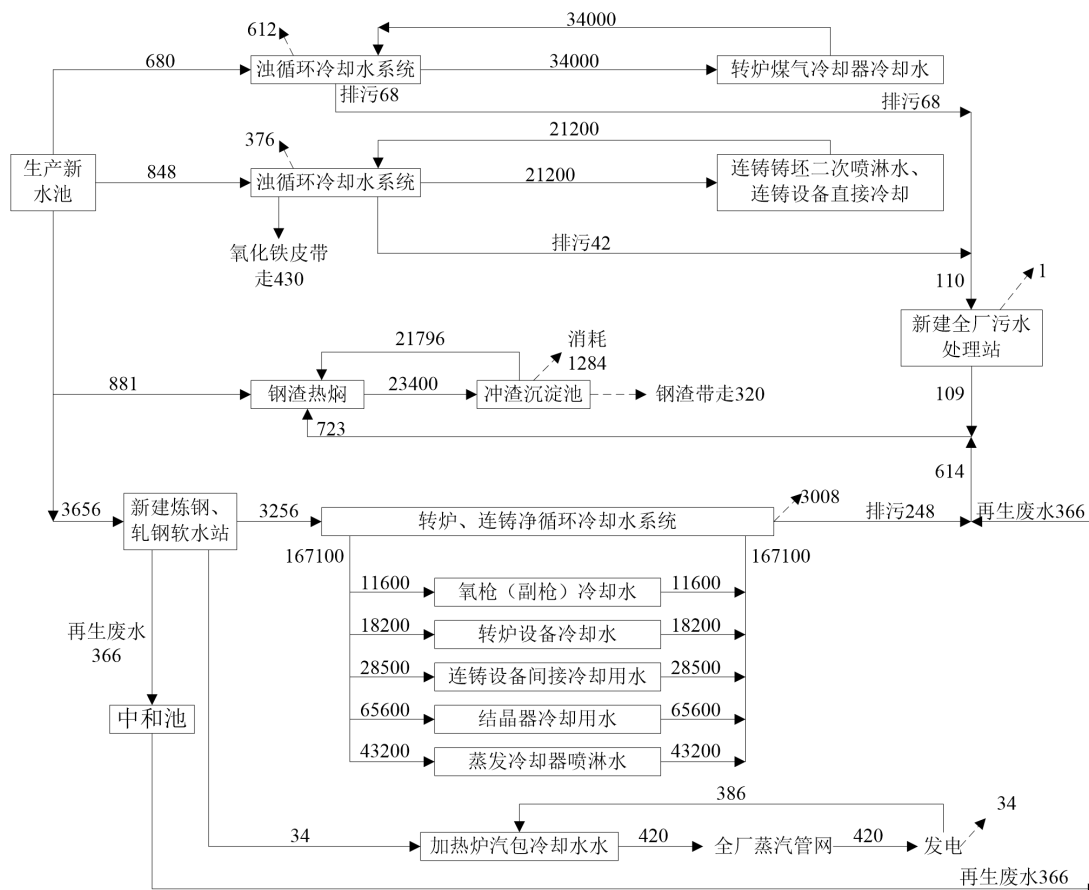 34000
612
680
浊循环冷却水系统
34000
转炉煤气冷却器冷却水
排污68
排污68
21200
376
生产新
水池
848
浊循环冷却水系统
21200
连铸铸坯二次喷淋水、
连铸设备直接冷却
排污42
氧化铁皮带
走430
110
1
新建全厂污水
处理站
21796
消耗
1284
881
钢渣热焖
23400
冲渣沉淀池
钢渣带走320
109
723
614
3656
新建炼钢、
轧钢软水站
3256
转炉、连铸净循环冷却水系统
3008
排污248
再生废水366
167100
167100
11600
氧枪（副枪）冷却水
11600
18200
转炉设备冷却水
18200
再生废水
366
28500
连铸设备间接冷却用水
28500
中和池
65600
结晶器冷却用水
65600
43200
蒸发冷却器喷淋水
43200
386
34
34
加热炉汽包冷却水水
420
全厂蒸汽管网
420
发电
再生废水366